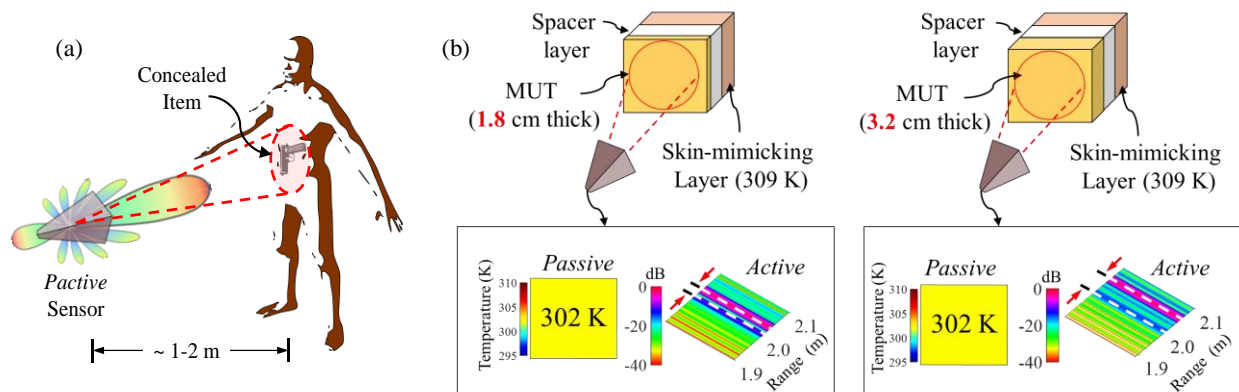 (a)
Concealed
Item
Pactive
Sensor
~ 1-2 m
(b)
Spacer
layer
MUT
(1.8 cm thick)
Skin-mimicking
Layer (309 K)
Temperature (K)
310
305
300
295
Passive
302 K
dB
0
-20
-40
Active
2.1
2.0
1.9
Range (m)
Spacer
layer
MUT
(3.2 cm thick)
Skin-mimicking
Layer (309 K)
Temperature (K)
310
305
300
295
Passive
302 K
dB
0
-20
-40
Active
2.1
2.0
1.9
Range (m)